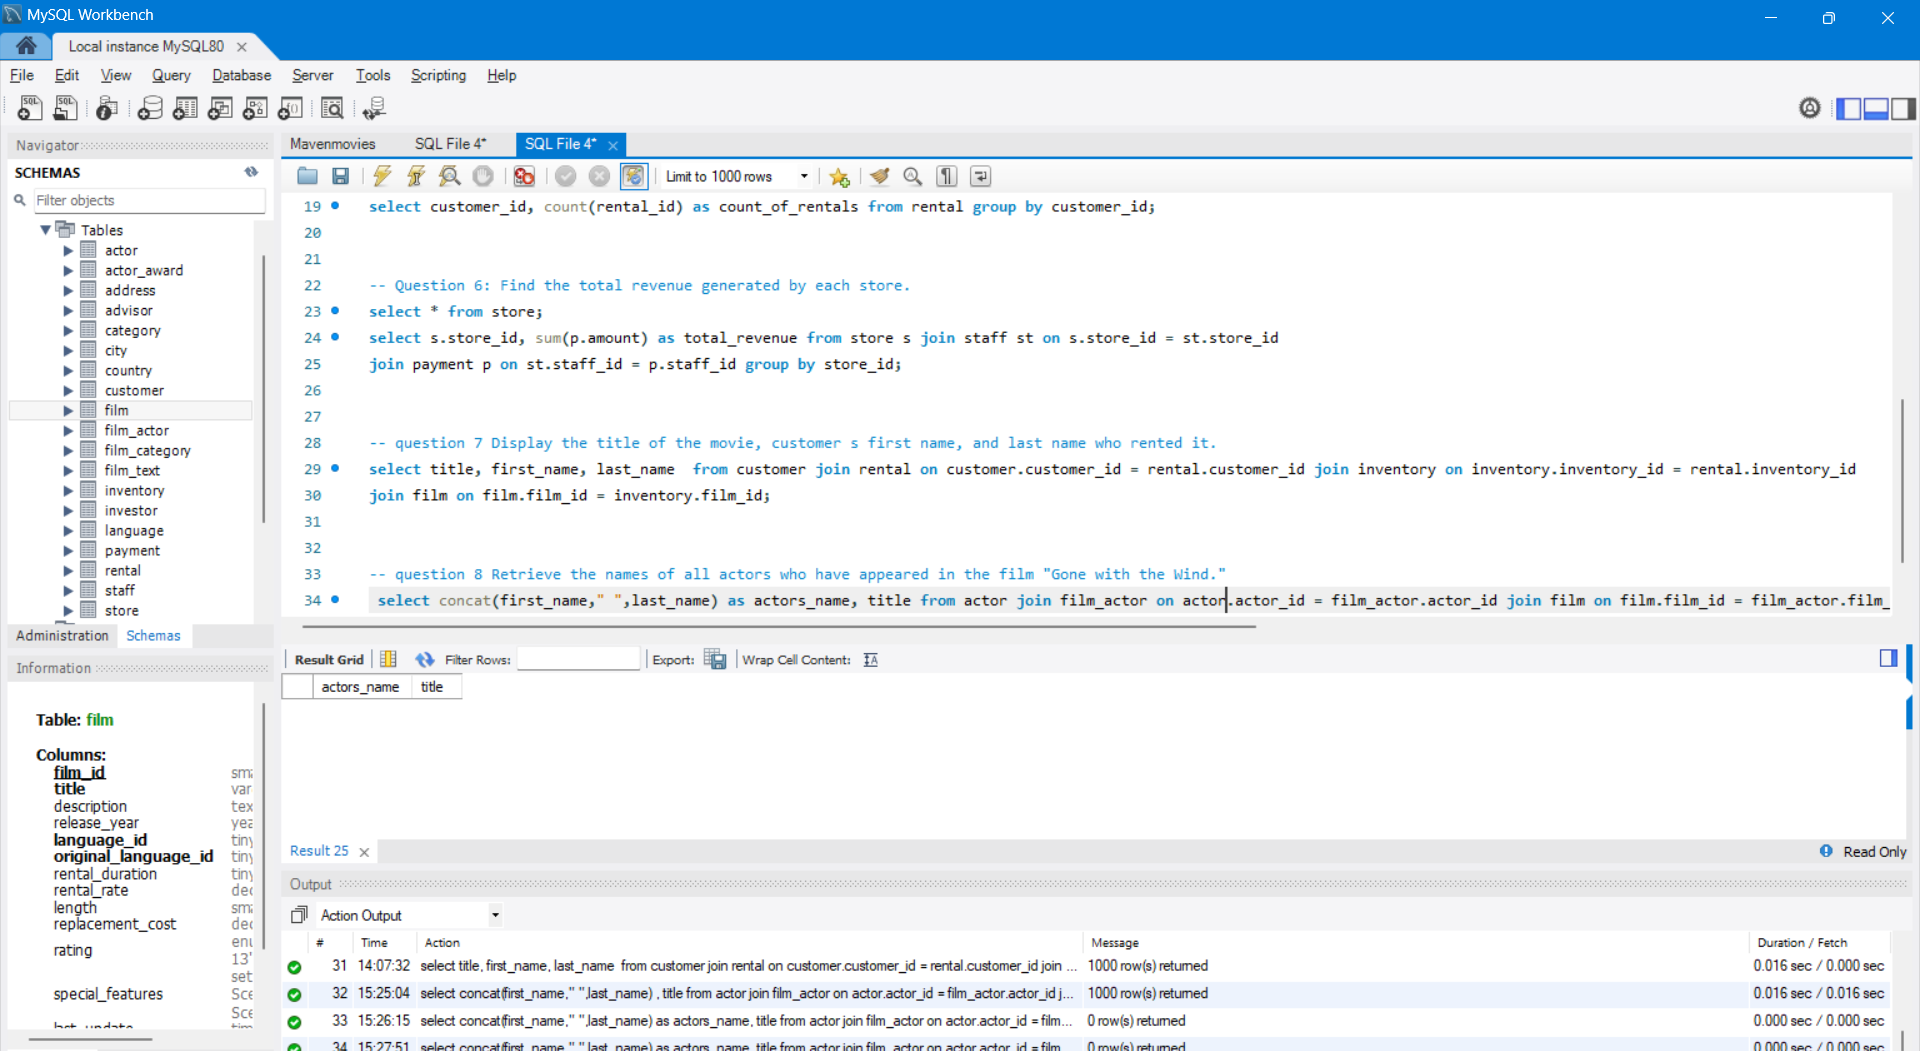 MySQL Workbench
Local instance MySQL80
File Edit View Query Database Server Tools Scripting Help
Navigator
SCHEMAS
Filter objects
Tables
actor
actor_award
address
advisor
category
city
country
customer
film
film_actor
film_category
film_text
inventory
investor
language
payment
rental
staff
store
Administration Schemas
Information
Table: film
Columns:
film_id
title
description
release_year
language_id
original_language_id
rental_duration
rental_rate
length
replacement_cost
rating
special_features
Mavenmovies SQL File 4* SQL File 4*
Limit to 1000 rows
19 select customer_id, count(rental_id) as count_of_rentals from rental group by customer_id;
20
21
22 -- Question 6: Find the total revenue generated by each store.
23 select * from store;
24 select s.store_id, sum(p.amount) as total_revenue from store s join staff st on s.store_id = st.store_id
25 join payment p on st.staff_id = p.staff_id group by store_id;
26
27
28 -- question 7 Display the title of the movie, customer s first name, and last name who rented it.
29 select title, first_name, last_name  from customer join rental on customer.customer_id = rental.customer_id join inventory on inventory.inventory_id = rental.inventory_id
30 join film on film.film_id = inventory.film_id;
31
32
33 -- question 8 Retrieve the names of all actors who have appeared in the film "Gone with the Wind."
34 select concat(first_name," ",last_name) as actors_name, title from actor join film_actor on actor.actor_id = film_actor.actor_id join film on film.film_id = film_actor.film_
Result Grid Filter Rows: Export: Wrap Cell Content:
actors_name title
Result 25 Read Only
Output
Action Output
# Time Action Message Duration / Fetch
31 14:07:32 select title, first_name, last_name  from customer join rental on customer.customer_id = rental.customer_id join ... 1000 row(s) returned 0.016 sec / 0.000 sec
32 15:25:04 select concat(first_name," ",last_name) , title from actor join film_actor on actor.actor_id = film_actor.actor_id j... 1000 row(s) returned 0.016 sec / 0.016 sec
33 15:26:15 select concat(first_name," ",last_name) as actors_name, title from actor join film_actor on actor.actor_id = film... 0 row(s) returned 0.000 sec / 0.000 sec
34 15:27:51 select concat(first_name," ",last_name) as actors_name, title from actor join film_actor on actor.actor_id = film 0 row(s) returned 0.000 sec / 0.000 sec